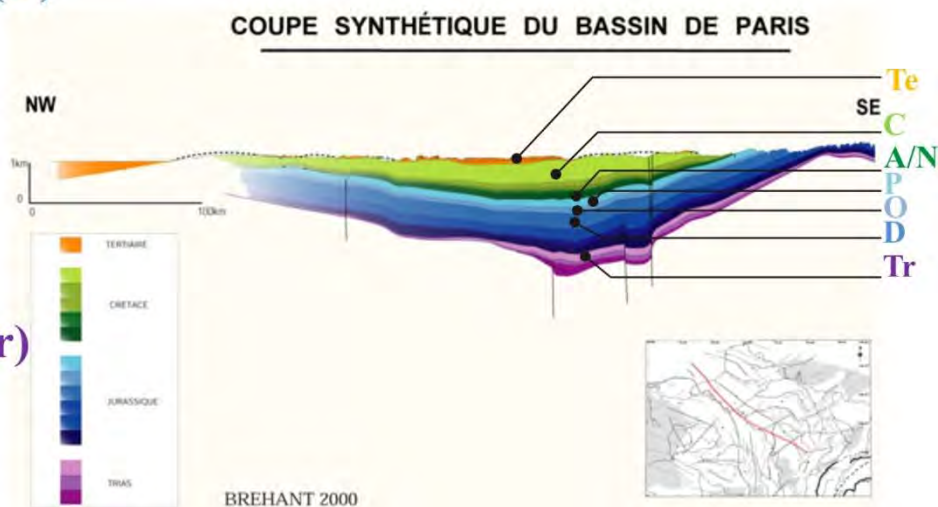 COUPE SYNTHÉTIQUE DU BASSIN DE PARIS
NW
SE
Te
C
A/N
P
O
D
Tr
1km
0
0
100km
TERTIAIRE
CRETACE
JURASSIQUE
TRIAS
r)
BREHANT 2000